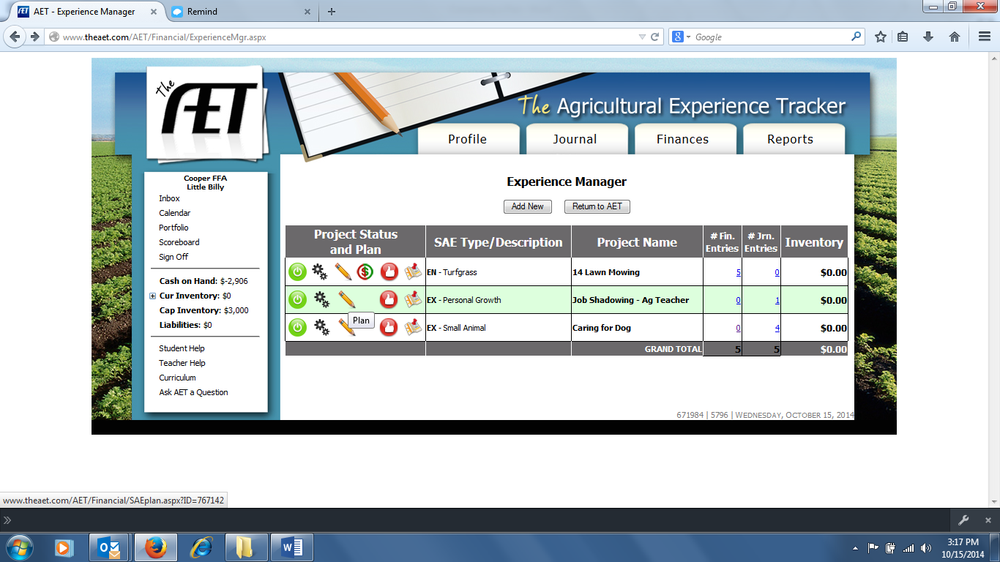 AET - Experience Manager
Remind
www.theaet.com/AET/Financial/ExperienceMgr.aspx
Google
The AET
The Agricultural Experience Tracker
Profile
Journal
Finances
Reports
Cooper FFA
Little Billy
Inbox
Calendar
Portfolio
Scoreboard
Sign Off
Cash on Hand: $-2,906
Cur Inventory: $0
Cap Inventory: $3,000
Liabilities: $0
Student Help
Teacher Help
Curriculum
Ask AET a Question
Experience Manager
Add New
Return to AET
Project Status and Plan
SAE Type/Description
Project Name
# Fin. Entries
# Jrn. Entries
Inventory
EN - Turfgrass 14 Lawn Mowing 5 0 $0.00
EX - Personal Growth Job Shadowing - Ag Teacher 0 1 $0.00
Plan
EX - Small Animal Caring for Dog 0 4 $0.00
GRAND TOTAL 5 5 $0.00
671984 | 5796 | Wednesday, October 15, 2014
www.theaet.com/AET/Financial/SAEplan.aspx?ID=767142
3:17 PM
10/15/2014